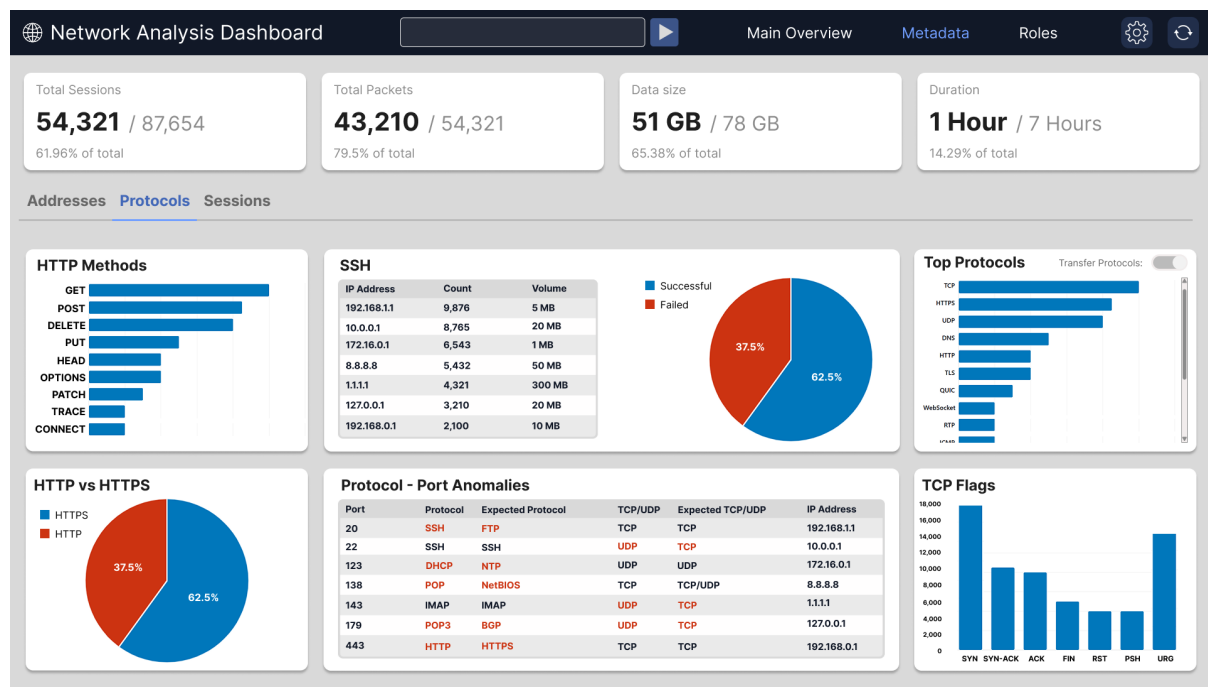 Network Analysis Dashboard
Main Overview
Metadata
Roles
Total Sessions
54,321 / 87,654
61.96% of total
Total Packets
43,210 / 54,321
79.5% of total
Data size
51 GB / 78 GB
65.38% of total
Duration
1 Hour / 7 Hours
14.29% of total
Addresses Protocols Sessions
HTTP Methods
GET
POST
DELETE
PUT
HEAD
OPTIONS
PATCH
TRACE
CONNECT
SSH
IP Address Count Volume
192.168.1.1 9,876 5 MB
10.0.0.1 8,765 20 MB
172.16.0.1 6,543 1 MB
8.8.8.8 5,432 50 MB
1.1.1.1 4,321 300 MB
127.0.0.1 3,210 20 MB
192.168.0.1 2,100 10 MB
Successful
Failed
37.5%
62.5%
Top Protocols
Transfer Protocols:
TCP
HTTPS
UDP
DNS
HTTP
TLS
QUIC
WebSocket
RTP
ICMP
HTTP vs HTTPS
HTTPS
HTTP
37.5%
62.5%
Protocol - Port Anomalies
Port Protocol Expected Protocol TCP/UDP Expected TCP/UDP IP Address
20 SSH FTP TCP TCP 192.168.1.1
22 SSH SSH UDP TCP 10.0.0.1
123 DHCP NTP UDP UDP 172.16.0.1
138 POP NetBIOS TCP TCP/UDP 8.8.8.8
143 IMAP IMAP UDP TCP 1.1.1.1
179 POP3 BGP UDP TCP 127.0.0.1
443 HTTP HTTPS TCP TCP 192.168.0.1
TCP Flags
18,000
16,000
14,000
12,000
10,000
8,000
6,000
4,000
2,000
0
SYN SYN-ACK ACK FIN RST PSH URG